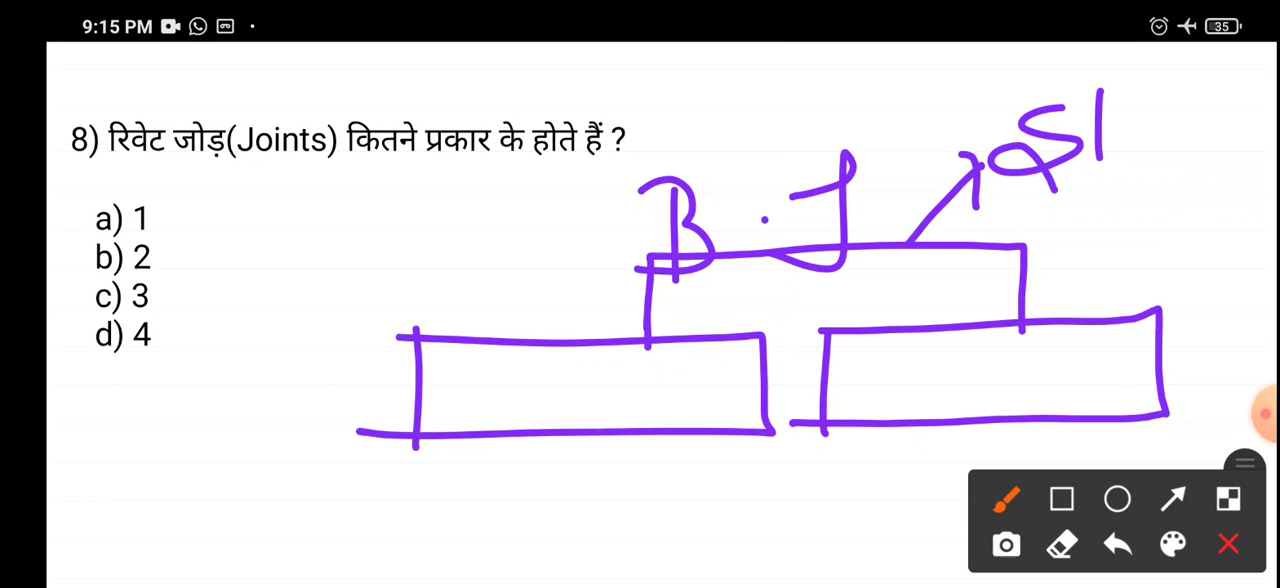 9:15 PM
35
8) रिवेट जोड़(Joints) कितने प्रकार के होते हैं ?
B . J
a) 1
b) 2
c) 3
d) 4